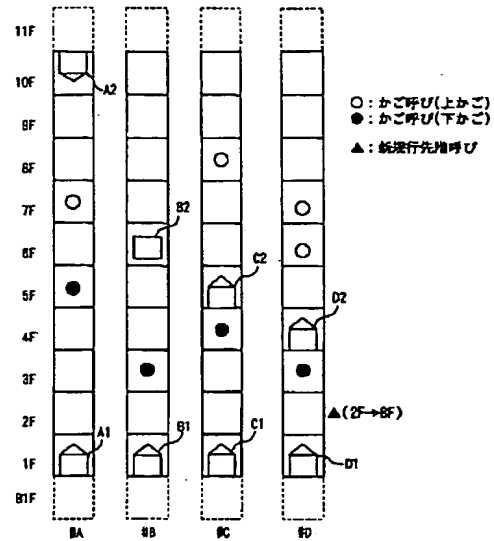 11F
10F
9F
8F
7F
6F
5F
4F
3F
2F
1F
B1F
A2
B2
C2
D2
A1
B1
C1
D1
○：かご呼び(上かご)
●：かご呼び(下かご)
▲：新規行先階呼び
▲(2F→8F)
#A
#B
#C
#D